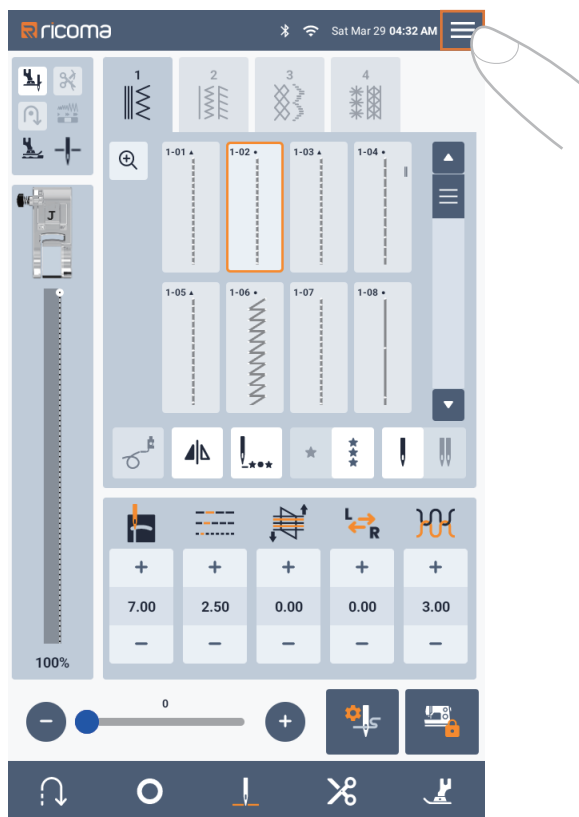 ricoma Sat Mar 29 04:32 AM
1 2 3 4
1-01 ▲ 1-02 • 1-03 ▲ 1-04 •
J
1-05 ▲ 1-06 • 1-07 1-08 •
L R
+ + + + +
7.00 2.50 0.00 0.00 3.00
− − − − −
100%
0
− +